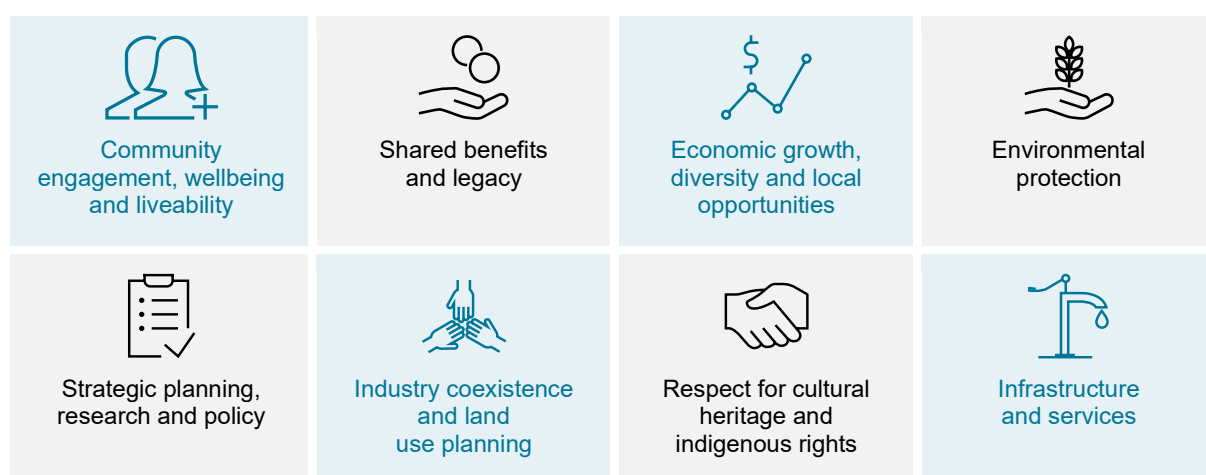 Community
engagement, wellbeing
and liveability
Shared benefits
and legacy
$
Economic growth,
diversity and local
opportunities
Environmental
protection
Strategic planning,
research and policy
Industry coexistence
and land
use planning
Respect for cultural
heritage and
indigenous rights
Infrastructure
and services